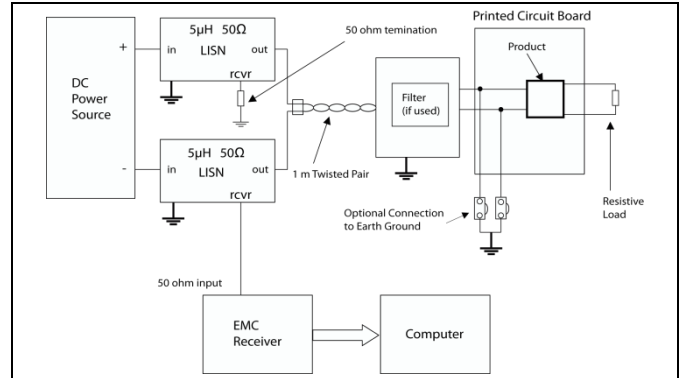 Printed Circuit Board
5µH 50Ω
in
LISN
out
rcvr
50 ohm temination
Product
+
DC
Power
Source
-
Filter
(if used)
5µH 50Ω
in
LISN
out
rcvr
1 m Twisted Pair
Optional Connection
to Earth Ground
Resistive
Load
50 ohm input
EMC
Receiver
Computer